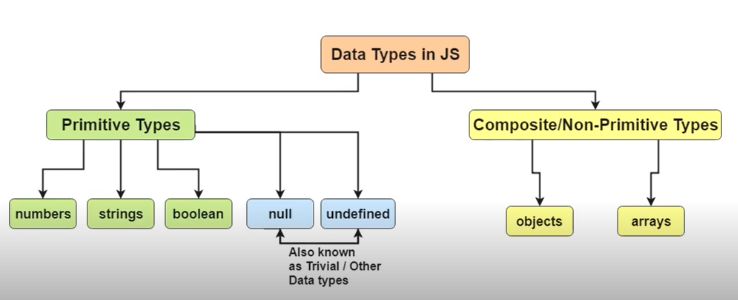 Data Types in JS
Primitive Types
Composite/Non-Primitive Types
numbers
strings
boolean
null
undefined
objects
arrays
Also known
as Trivial / Other
Data types